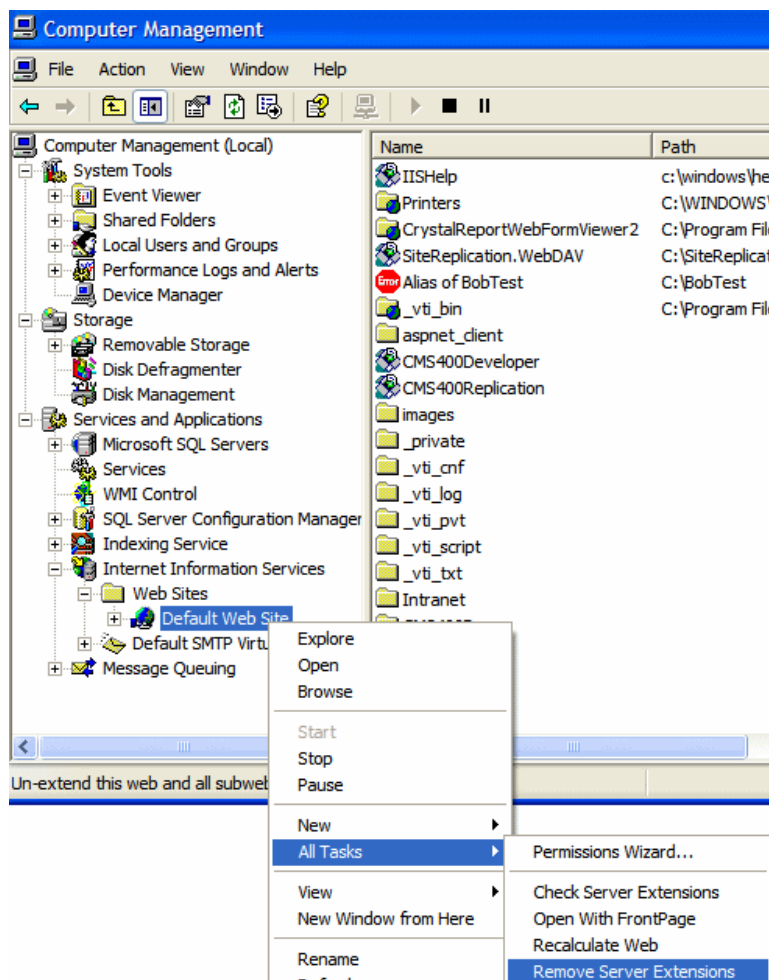 Computer Management
File Action View Window Help
Computer Management (Local)
System Tools
Event Viewer
Shared Folders
Local Users and Groups
Performance Logs and Alerts
Device Manager
Storage
Removable Storage
Disk Defragmenter
Disk Management
Services and Applications
Microsoft SQL Servers
Services
WMI Control
SQL Server Configuration Manager
Indexing Service
Internet Information Services
Web Sites
Default Web Site
Default SMTP Virtu
Message Queuing
Name Path
IISHelp c:\windows\he
Printers C:\WINDOWS\
CrystalReportWebFormViewer2 C:\Program File
SiteReplication.WebDAV C:\SiteReplicat
Error Alias of BobTest C:\BobTest
_vti_bin C:\Program File
aspnet_client
CMS400Developer
CMS400Replication
images
_private
_vti_cnf
_vti_log
_vti_pvt
_vti_script
_vti_txt
Intranet
Un-extend this web and all subweb
Explore
Open
Browse
Start
Stop
Pause
New
All Tasks
View
New Window from Here
Rename
Permissions Wizard...
Check Server Extensions
Open With FrontPage
Recalculate Web
Remove Server Extensions